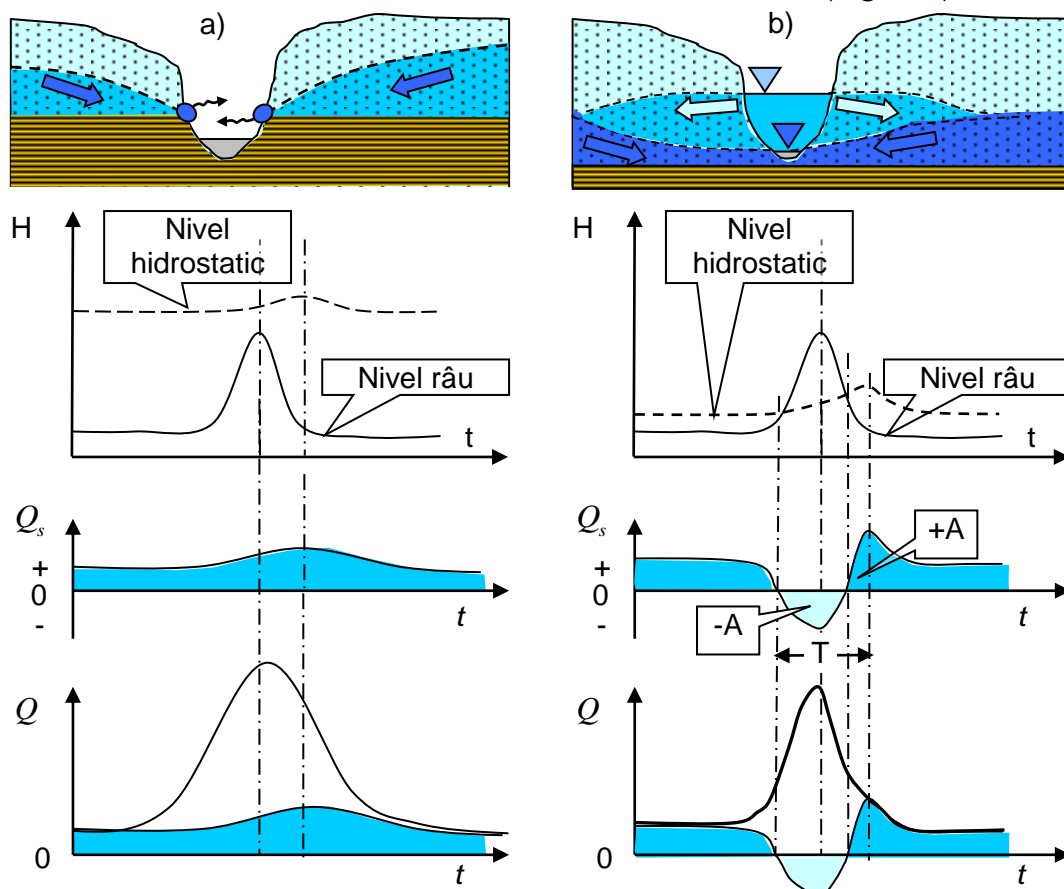 a)
b)
H
Nivel
hidrostatic
Nivel râu
t
H
Nivel
hidrostatic
Nivel râu
t
Qs
+
0
-
t
Qs
+
0
-
+A
-A
t
T
Q
0
t
Q
0
t